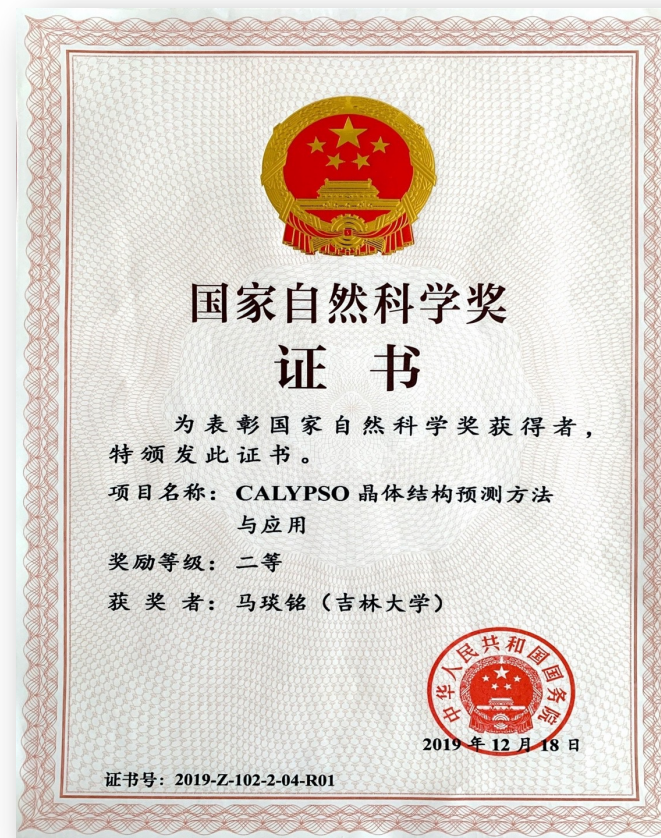 国家自然科学奖
证 书
为表彰国家自然科学奖获得者，
特颁发此证书。
项目名称： CALYPSO 晶体结构预测方法
与应用
奖励等级： 二等
获 奖 者： 马琰铭（吉林大学）
中华人民共和国国务院
2019 年 12 月 18 日
证书号： 2019-Z-102-2-04-R01